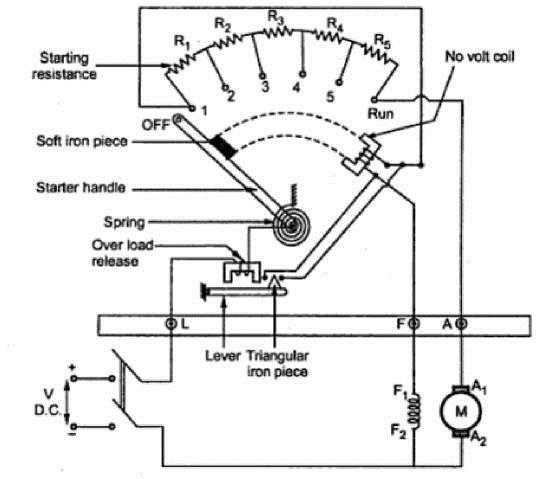 R1
R2
R3
R4
R5
Starting
resistance
No volt coil
1
2
3
4
5
Run
OFF
Soft iron piece
Starter handle
Spring
Over load
release
L
F
A
Lever
Triangular
iron piece
+
V
D.C.
−
F1
F2
A1
M
A2